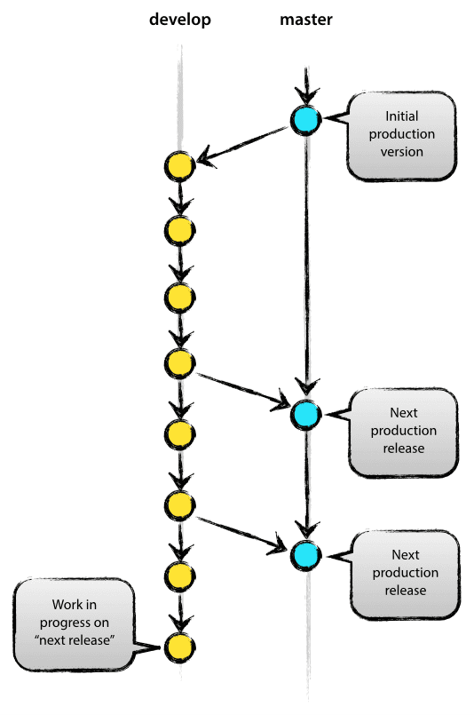 develop
master
Initial
production
version
Next
production
release
Next
production
release
Work in
progress on
“next release”